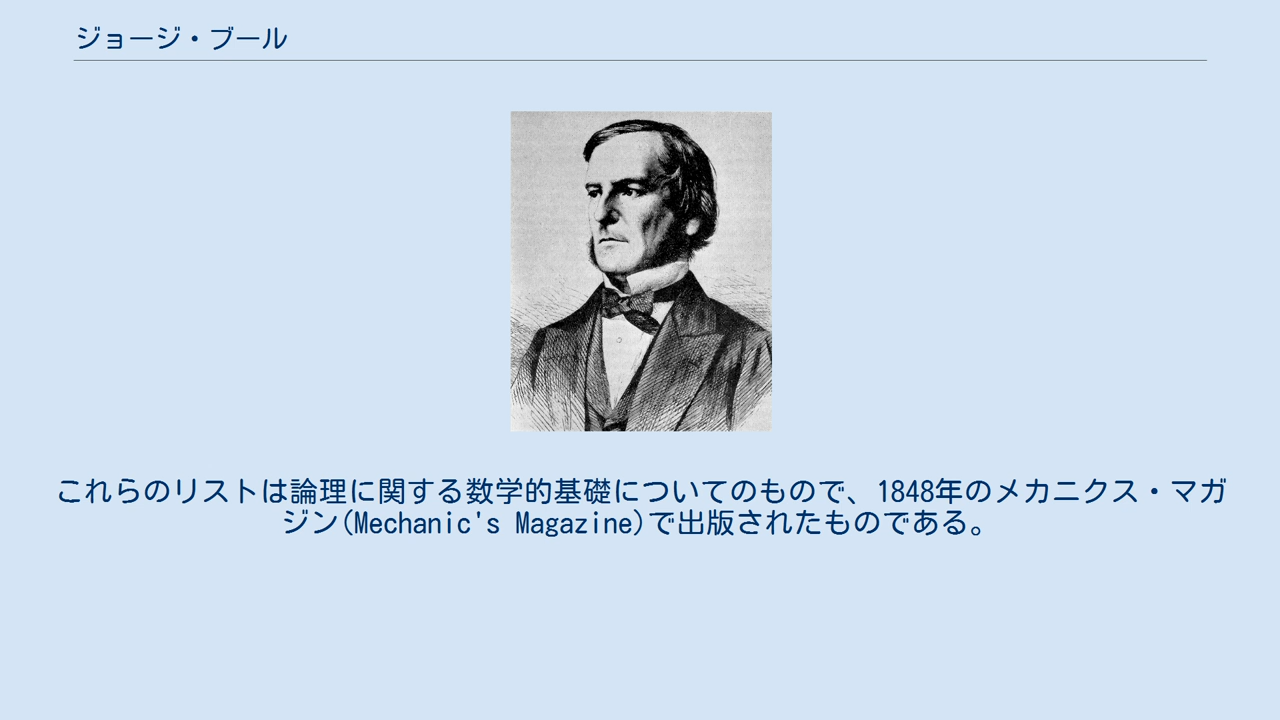 ジョージ・ブール
これらのリストは論理に関する数学的基礎についてのもので、1848年のメカニクス・マガ
ジン(Mechanic's Magazine)で出版されたものである。